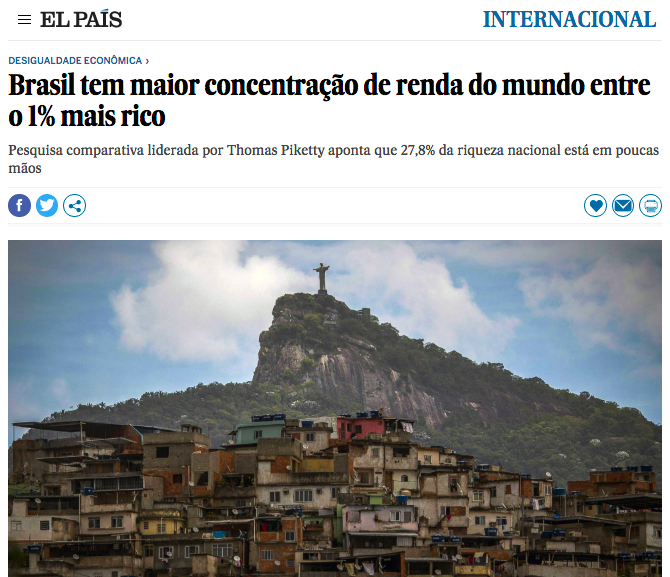 EL PAÍS
INTERNACIONAL
DESIGUALDADE ECONÔMICA ›
Brasil tem maior concentração de renda do mundo entre
o 1% mais rico
Pesquisa comparativa liderada por Thomas Piketty aponta que 27,8% da riqueza nacional está em poucas
mãos